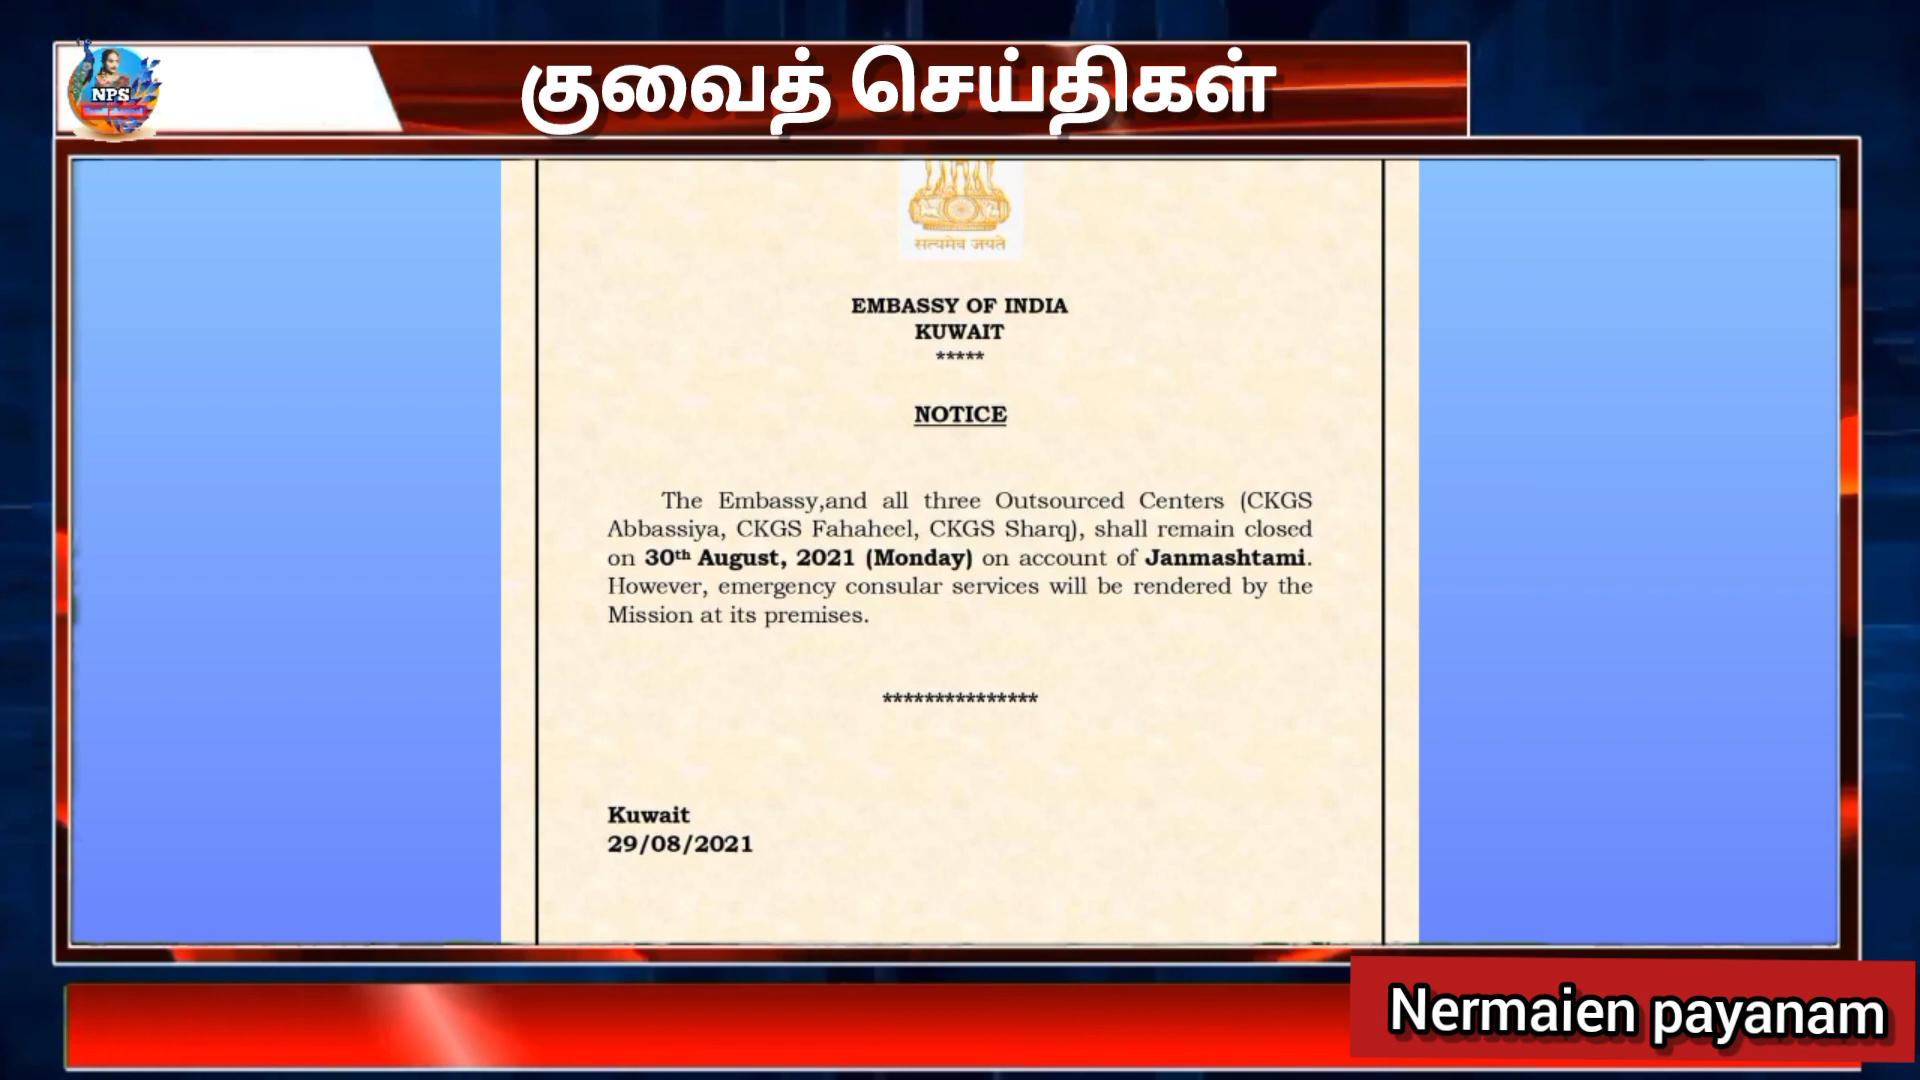 NPS
குவைத் செய்திகள்
सत्यमेव जयते
EMBASSY OF INDIA
KUWAIT
*****
NOTICE
The Embassy,and all three Outsourced Centers (CKGS
Abbassiya, CKGS Fahaheel, CKGS Sharq), shall remain closed
on 30th August, 2021 (Monday) on account of Janmashtami.
However, emergency consular services will be rendered by the
Mission at its premises.
***************
Kuwait
29/08/2021
Nermaien payanam